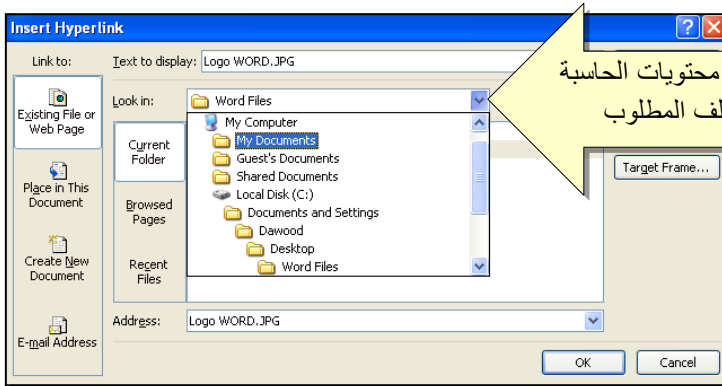 Insert Hyperlink
Link to:
Text to display: Logo WORD.JPG
محتويات الحاسبة
المطلوب
Existing File or
Web Page
Look in: Word Files
My Computer
My Documents
Guest's Documents
Shared Documents
Local Disk (C:)
Documents and Settings
Dawood
Desktop
Word Files
Current
Folder
Browsed
Pages
Recent
Files
Target Frame...
Place in This
Document
Create New
Document
E-mail Address
Address: Logo WORD.JPG
OK
Cancel